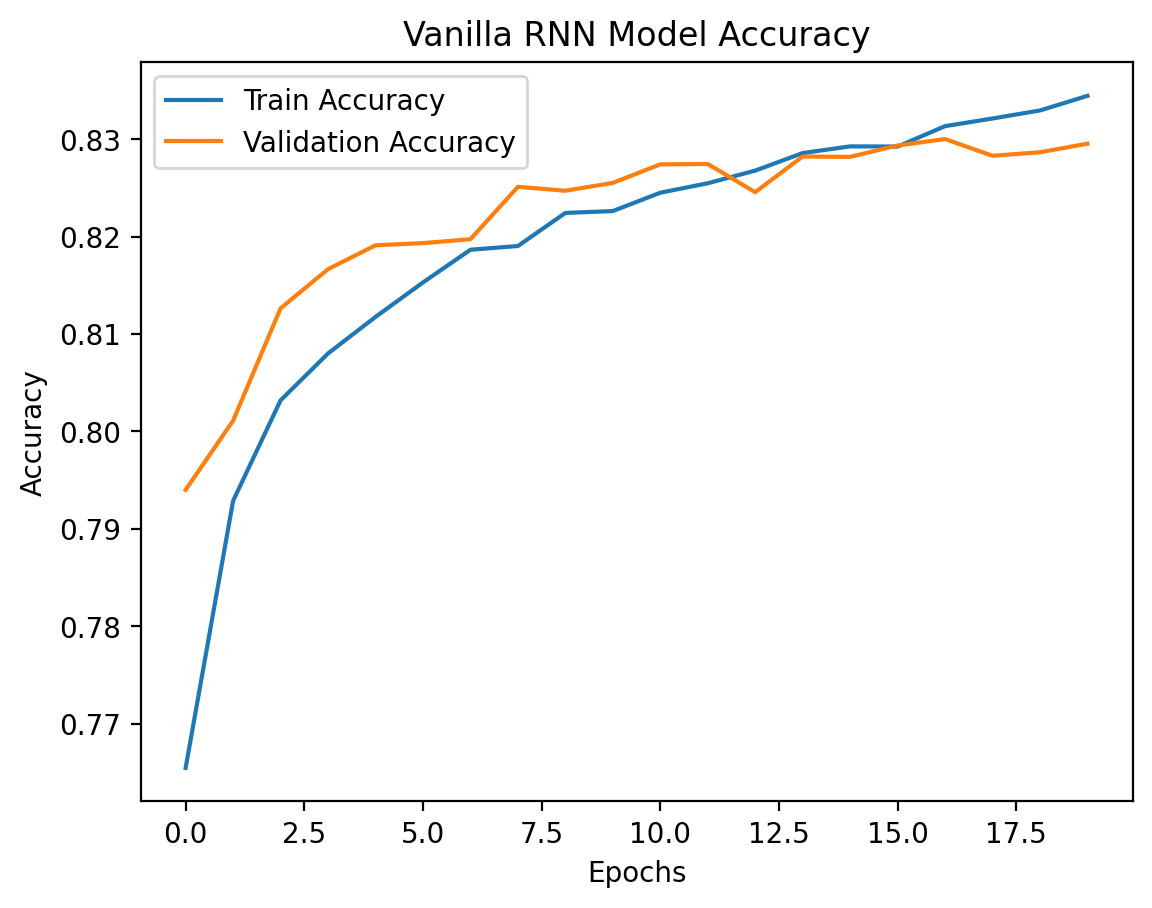 Vanilla RNN Model Accuracy
Train Accuracy
Validation Accuracy
0.83
0.82
0.81
0.80
0.79
0.78
0.77
Accuracy
0.0 2.5 5.0 7.5 10.0 12.5 15.0 17.5
Epochs